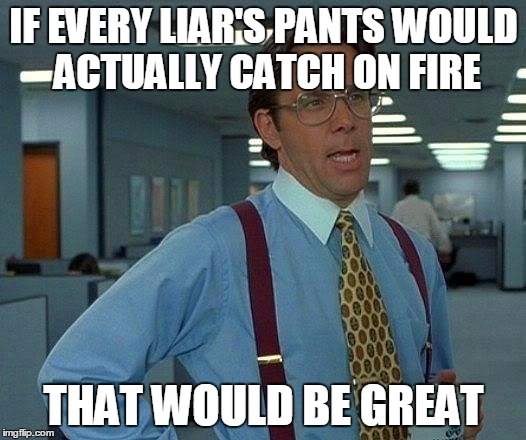 IF EVERY LIAR'S PANTS WOULD
ACTUALLY CATCH ON FIRE
THAT WOULD BE GREAT
imgflip.com